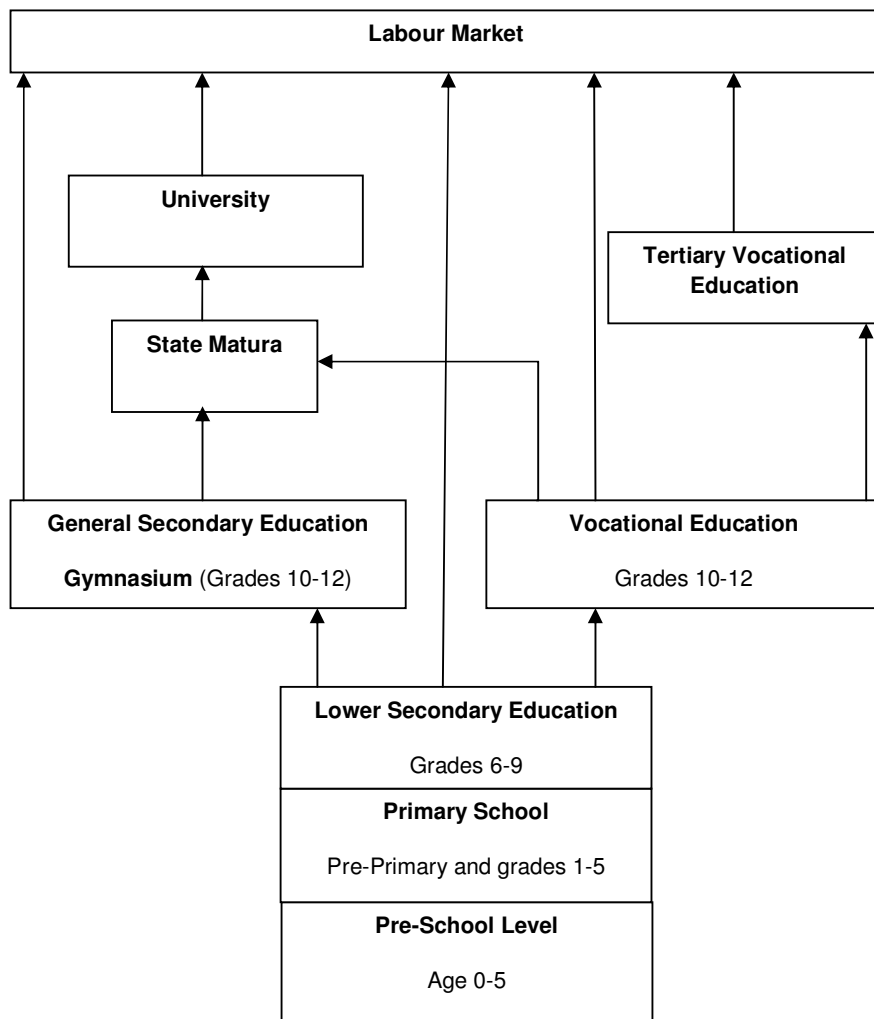 Labour Market
University
Tertiary Vocational
Education
State Matura
General Secondary Education
Gymnasium (Grades 10-12)
Vocational Education
Grades 10-12
Lower Secondary Education
Grades 6-9
Primary School
Pre-Primary and grades 1-5
Pre-School Level
Age 0-5